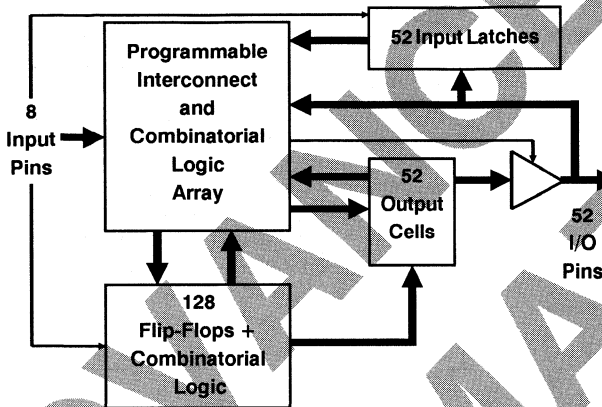 52 Input Latches
Programmable
Interconnect
and
Combinatorial
Logic
Array
8
Input
Pins
52
Output
Cells
52
I/O
Pins
128
Flip-Flops +
Combinatorial
Logic